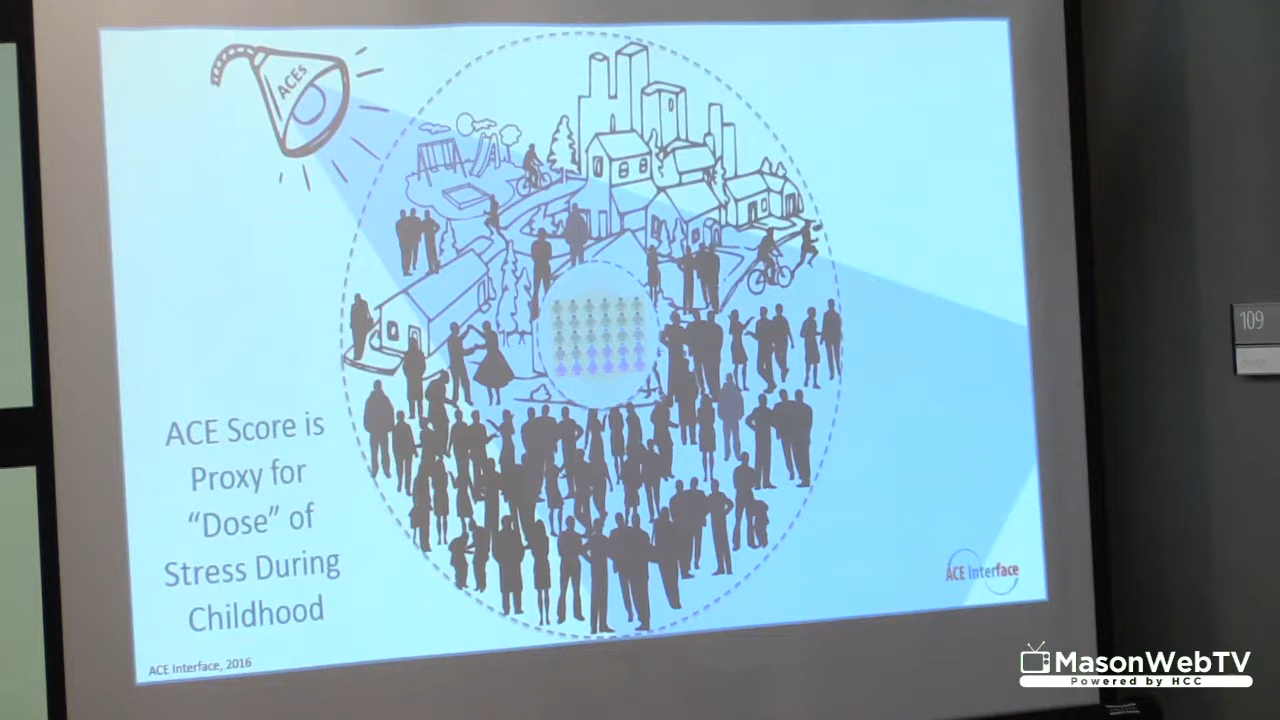 ACEs
ACE Score is
Proxy for
“Dose” of
Stress During
Childhood
ACE Interface
ACE Interface, 2016
109
MasonWebTV
Powered by HCC